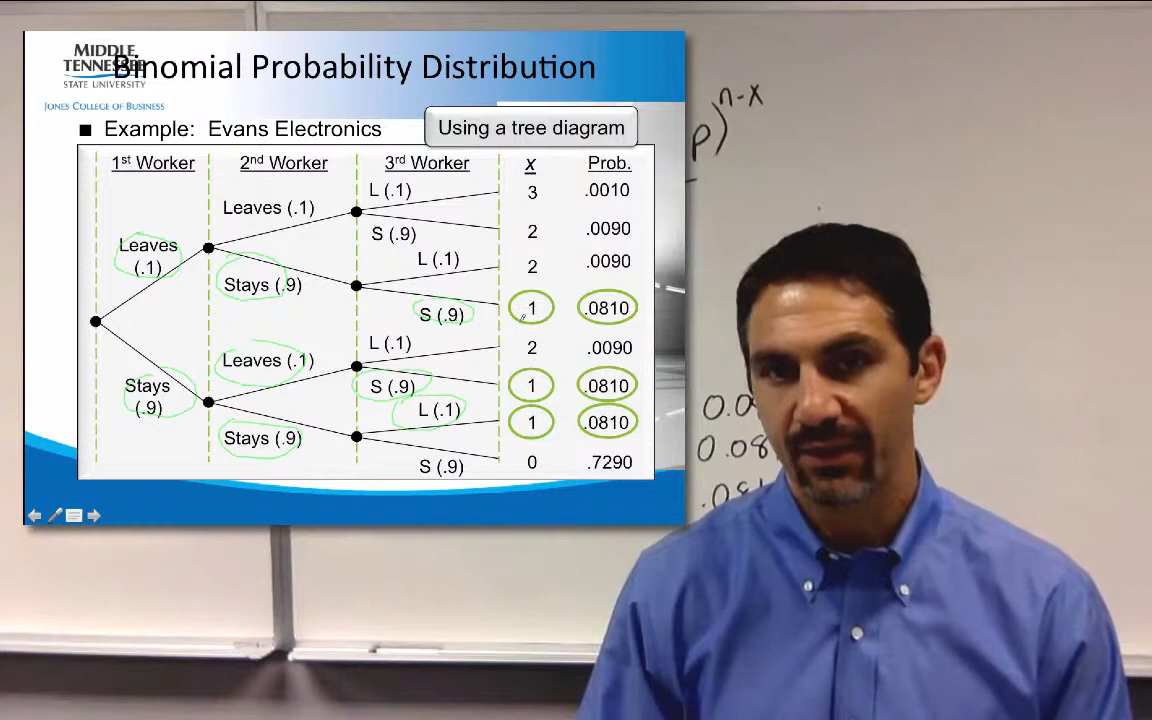 MIDDLE
TENNESSEE
STATE UNIVERSITY
JONES COLLEGE OF BUSINESS
Binomial Probability Distribution
■ Example: Evans Electronics
Using a tree diagram
1st Worker 2nd Worker 3rd Worker x Prob.
L (.1) 3 .0010
Leaves (.1)
S (.9) 2 .0090
Leaves
(.1)
L (.1) 2 .0090
Stays (.9)
S (.9) 1 .0810
L (.1) 2 .0090
Leaves (.1)
S (.9) 1 .0810
Stays
(.9)
L (.1) 1 .0810
Stays (.9)
S (.9) 0 .7290
p)^n-x
0.08